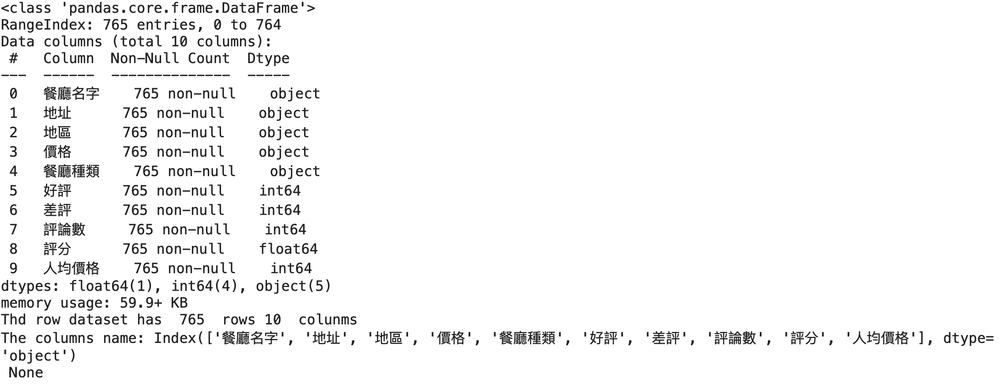 <class 'pandas.core.frame.DataFrame'>
RangeIndex: 765 entries, 0 to 764
Data columns (total 10 columns):
 #   Column  Non-Null Count  Dtype
---  ------  --------------  -----
 0   餐廳名字    765 non-null    object
 1   地址      765 non-null    object
 2   地區      765 non-null    object
 3   價格      765 non-null    object
 4   餐廳種類    765 non-null    object
 5   好評      765 non-null    int64
 6   差評      765 non-null    int64
 7   評論數     765 non-null    int64
 8   評分      765 non-null    float64
 9   人均價格    765 non-null    int64
dtypes: float64(1), int64(4), object(5)
memory usage: 59.9+ KB
Thd row dataset has  765  rows 10  colunms
The columns name: Index(['餐廳名字', '地址', '地區', '價格', '餐廳種類', '好評', '差評', '評論數', '評分', '人均價格'], dtype=
'object')
 None